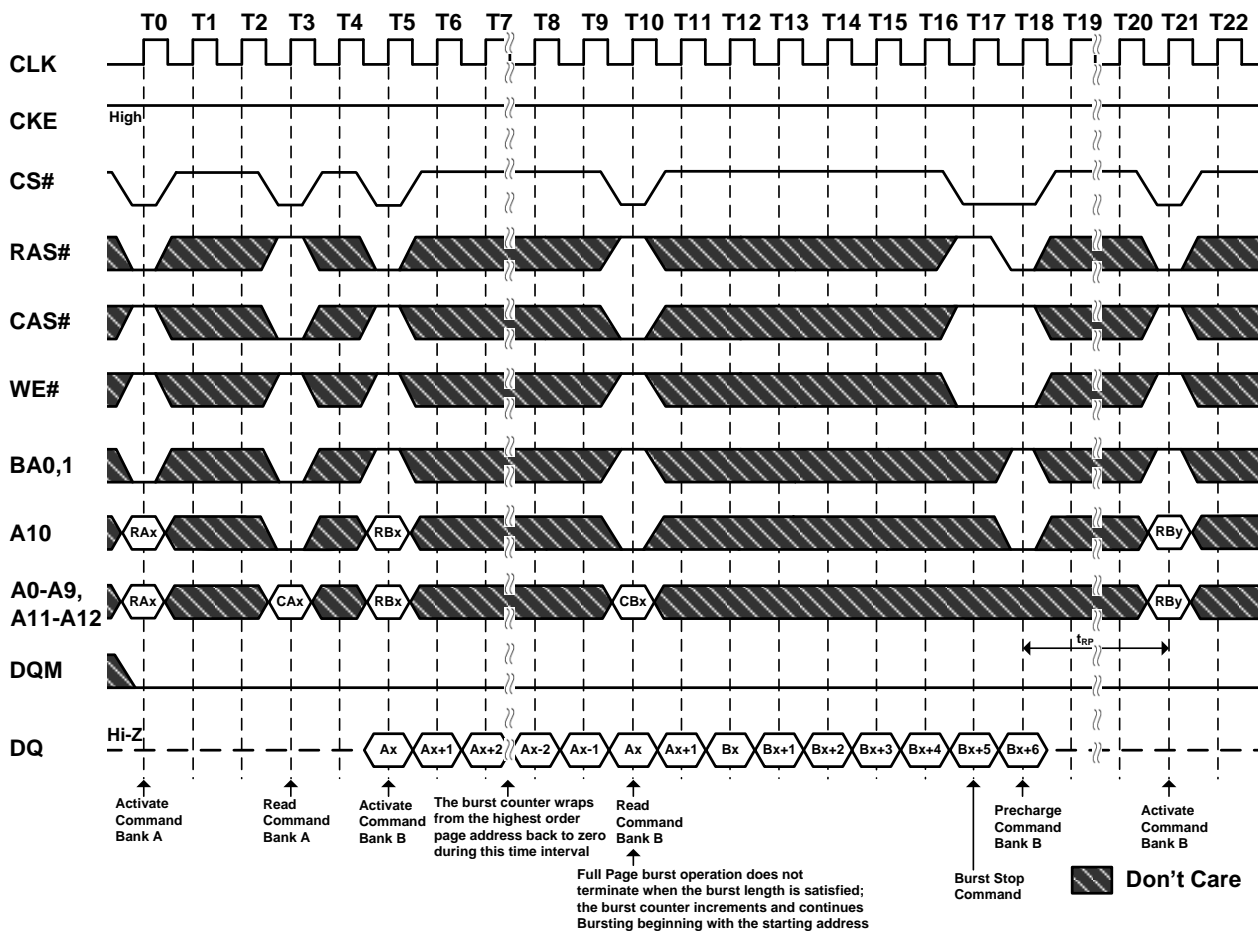 T0 T1 T2 T3 T4 T5 T6 T7 T8 T9 T10 T11 T12 T13 T14 T15 T16 T17 T18 T19 T20 T21 T22
CLK
CKE High
CS#
RAS#
CAS#
WE#
BA0,1
A10 RAx RBx RBy
A0-A9, A11-A12 RAx CAx RBx CBx RBy
tRP
DQM
DQ Hi-Z Ax Ax+1 Ax+2 Ax-2 Ax-1 Ax Ax+1 Bx Bx+1 Bx+2 Bx+3 Bx+4 Bx+5 Bx+6
Activate
Command
Bank A
Read
Command
Bank A
Activate
Command
Bank B
The burst counter wraps
from the highest order
page address back to zero
during this time interval
Read
Command
Bank B
Full Page burst operation does not
terminate when the burst length is satisfied;
the burst counter increments and continues
Bursting beginning with the starting address
Burst Stop
Command
Precharge
Command
Bank B
Activate
Command
Bank B
Don't Care